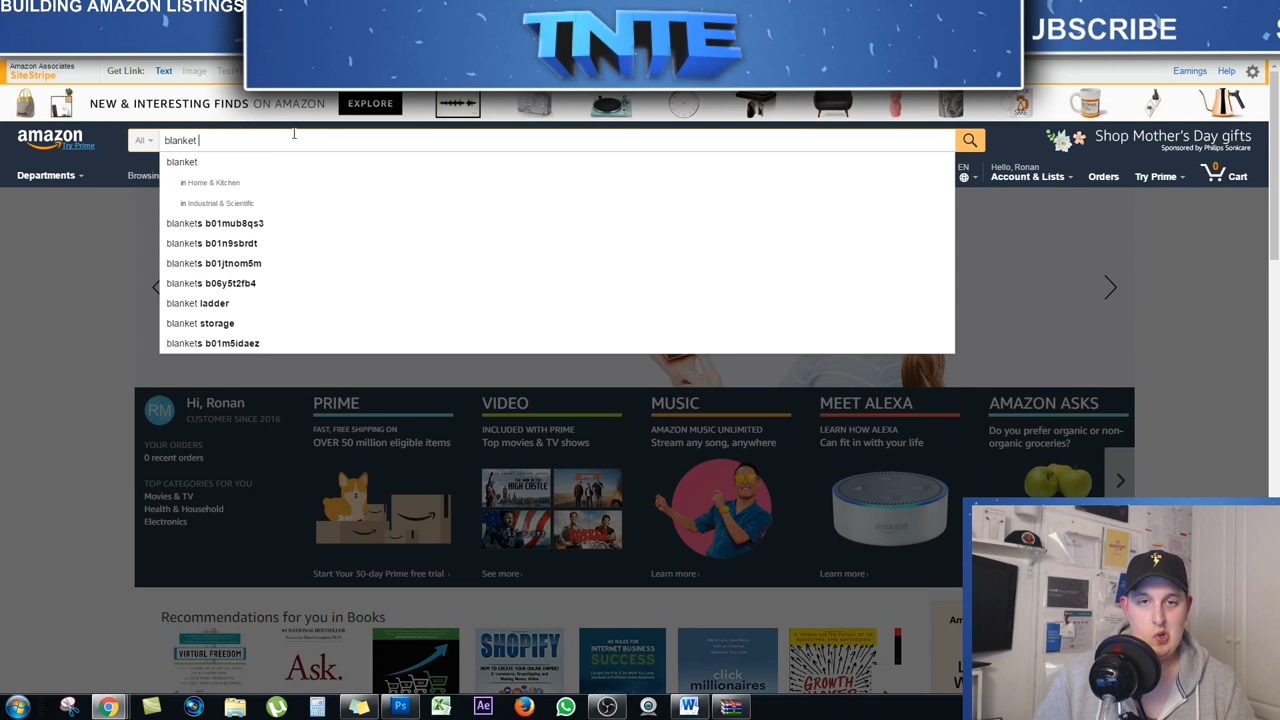 BUILDING AMAZON LISTINGS
TNTE
JBSCRIBE
Amazon Associates
SiteStripe
Get Link:
Text
Image
Earnings
Help
NEW & INTERESTING FINDS ON AMAZON
EXPLORE
amazon
Try Prime
All
blanket
Shop Mother's Day gifts
Sponsored by Philips Sonicare
Departments
Browsin
EN
Hello, Ronan
Account & Lists
Orders
Try Prime
0
Cart
blanket
in Home & Kitchen
in Industrial & Scientific
blankets b01mub8qs3
blankets b01n9sbrdt
blankets b01jtnom5m
blankets b06y5t2fb4
blanket ladder
blanket storage
blankets b01m5idaez
RM
Hi, Ronan
CUSTOMER SINCE 2016
YOUR ORDERS
0 recent orders
TOP CATEGORIES FOR YOU
Movies & TV
Health & Household
Electronics
PRIME
FAST, FREE SHIPPING ON
OVER 50 million eligible items
Start Your 30-day Prime free trial
VIDEO
INCLUDED WITH PRIME
Top movies & TV shows
See more
MUSIC
AMAZON MUSIC UNLIMITED
Stream any song, anywhere
Learn more
MEET ALEXA
LEARN HOW ALEXA
Can fit in with your life
Learn more
AMAZON ASKS
Do you prefer organic or non-
organic groceries?
Recommendations for you in Books
VIRTUAL FREEDOM
Ask
SHOPIFY
INTERNET BUSINESS
SUCCESS
click
millionaires
GROWTH